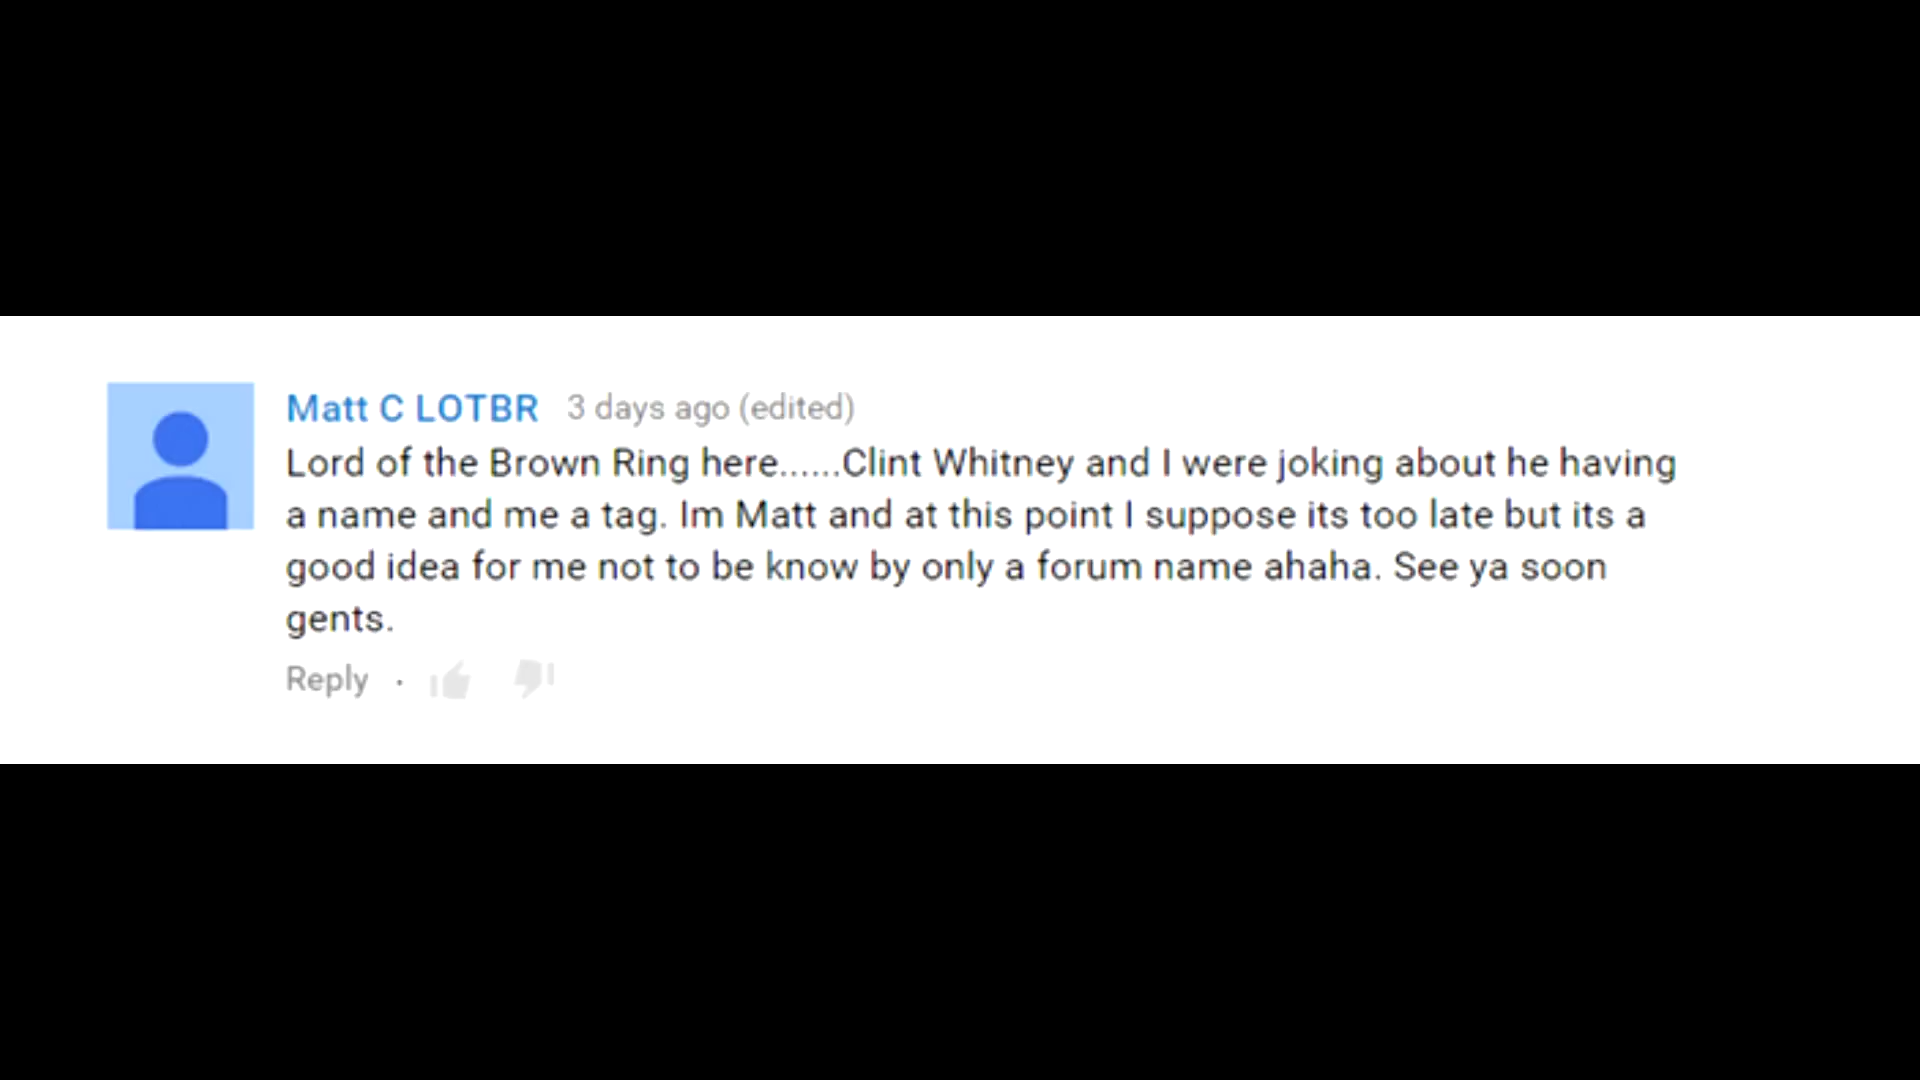 Matt C LOTBR 3 days ago (edited)
Lord of the Brown Ring here......Clint Whitney and I were joking about he having
a name and me a tag. Im Matt and at this point I suppose its too late but its a
good idea for me not to be know by only a forum name ahaha. See ya soon
gents.
Reply ·